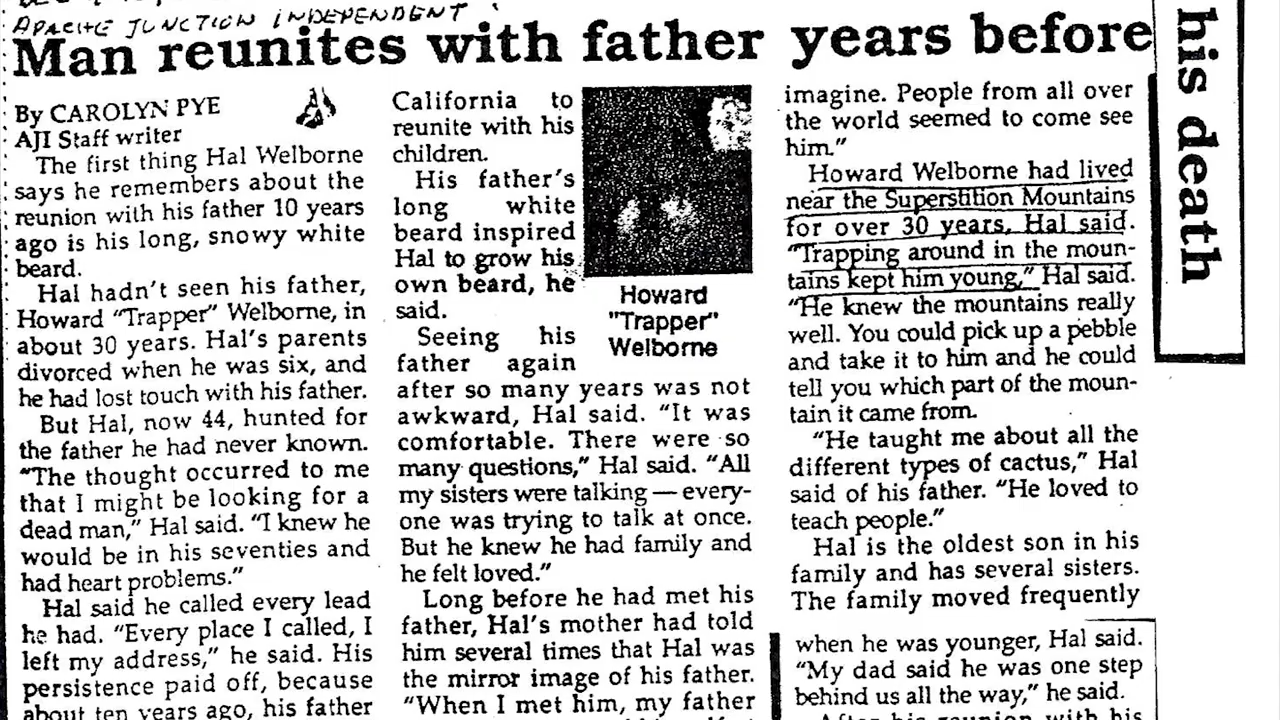 APACHE JUNCTION INDEPENDENT
Man reunites with father years before
his death
By CAROLYN PYE
AJI Staff writer
The first thing Hal Welborne
says he remembers about the
reunion with his father 10 years
ago is his long, snowy white
beard.
Hal hadn't seen his father,
Howard "Trapper" Welborne, in
about 30 years. Hal's parents
divorced when he was six, and
he had lost touch with his father.
But Hal, now 44, hunted for
the father he had never known.
"The thought occurred to me
that I might be looking for a
dead man," Hal said. "I knew he
would be in his seventies and
had heart problems."
Hal said he called every lead
he had. "Every place I called, I
left my address," he said. His
persistence paid off, because
about ten years ago, his father
California to
reunite with his
children.
His father's
long white
beard inspired
Hal to grow his
own beard, he
said.
Seeing his
father again
after so many years was not
awkward, Hal said. "It was
comfortable. There were so
many questions," Hal said. "All
my sisters were talking — every-
one was trying to talk at once.
But he knew he had family and
he felt loved."
Long before he had met his
father, Hal's mother had told
him several times that Hal was
the mirror image of his father.
"When I met him, my father
Howard
"Trapper"
Welborne
imagine. People from all over
the world seemed to come see
him."
Howard Welborne had lived
near the Superstition Mountains
for over 30 years, Hal said.
"Trapping around in the moun-
tains kept him young," Hal said.
"He knew the mountains really
well. You could pick up a pebble
and take it to him and he could
tell you which part of the moun-
tain it came from.
"He taught me about all the
different types of cactus," Hal
said of his father. "He loved to
teach people."
Hal is the oldest son in his
family and has several sisters.
The family moved frequently
when he was younger, Hal said.
"My dad said he was one step
behind us all the way," he said.
After his reunion with his